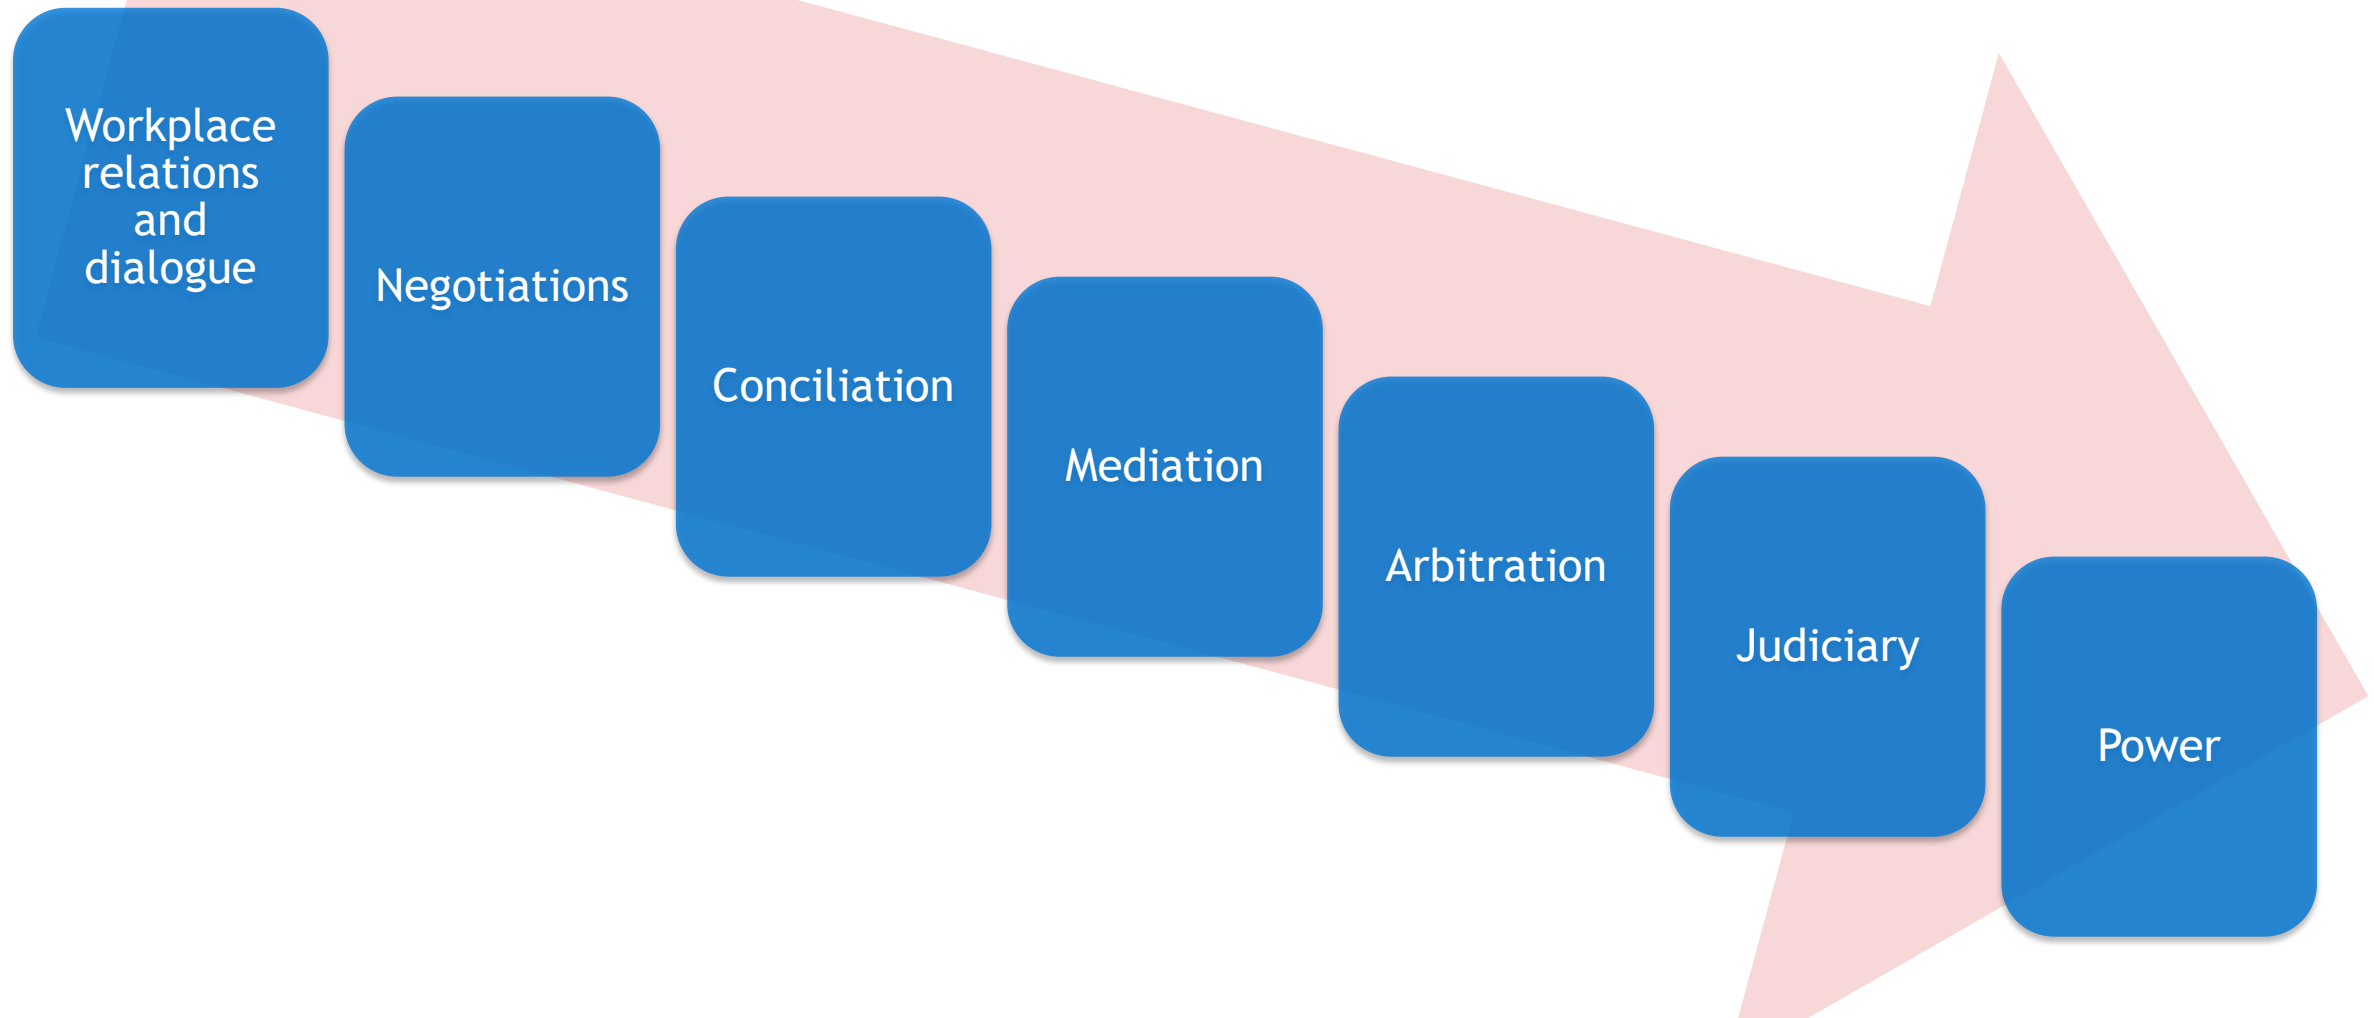 Workplace
relations
and
dialogue
Negotiations
Conciliation
Mediation
Arbitration
Judiciary
Power